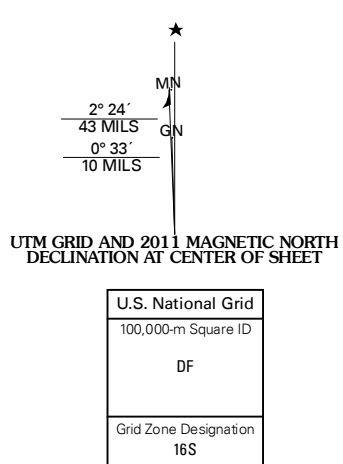 MN
2° 24´
43 MILS
GN
0° 33´
10 MILS
UTM GRID AND 2011 MAGNETIC NORTH
DECLINATION AT CENTER OF SHEET
U.S. National Grid
100,000-m Square ID
DF
Grid Zone Designation
16S